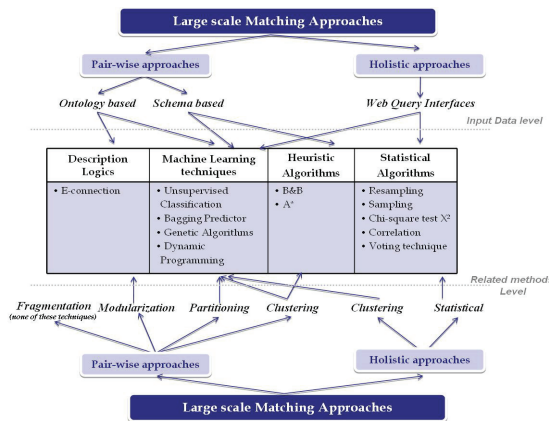 Large scale Matching Approaches
Pair-wise approaches
Holistic approaches
Ontology based
Schema based
Web Query Interfaces
Input Data level
Description Logics
Machine Learning techniques
Heuristic Algorithms
Statistical Algorithms
• E-connection
• Unsupervised Classification
• Bagging Predictor
• Genetic Algorithms
• Dynamic Programming
• B&B
• A*
• Resampling
• Sampling
• Chi-square test X²
• Correlation
• Voting technique
Related methods Level
Fragmentation
(none of these techniques)
Modularization
Partitioning
Clustering
Clustering
Statistical
Pair-wise approaches
Holistic approaches
Large scale Matching Approaches